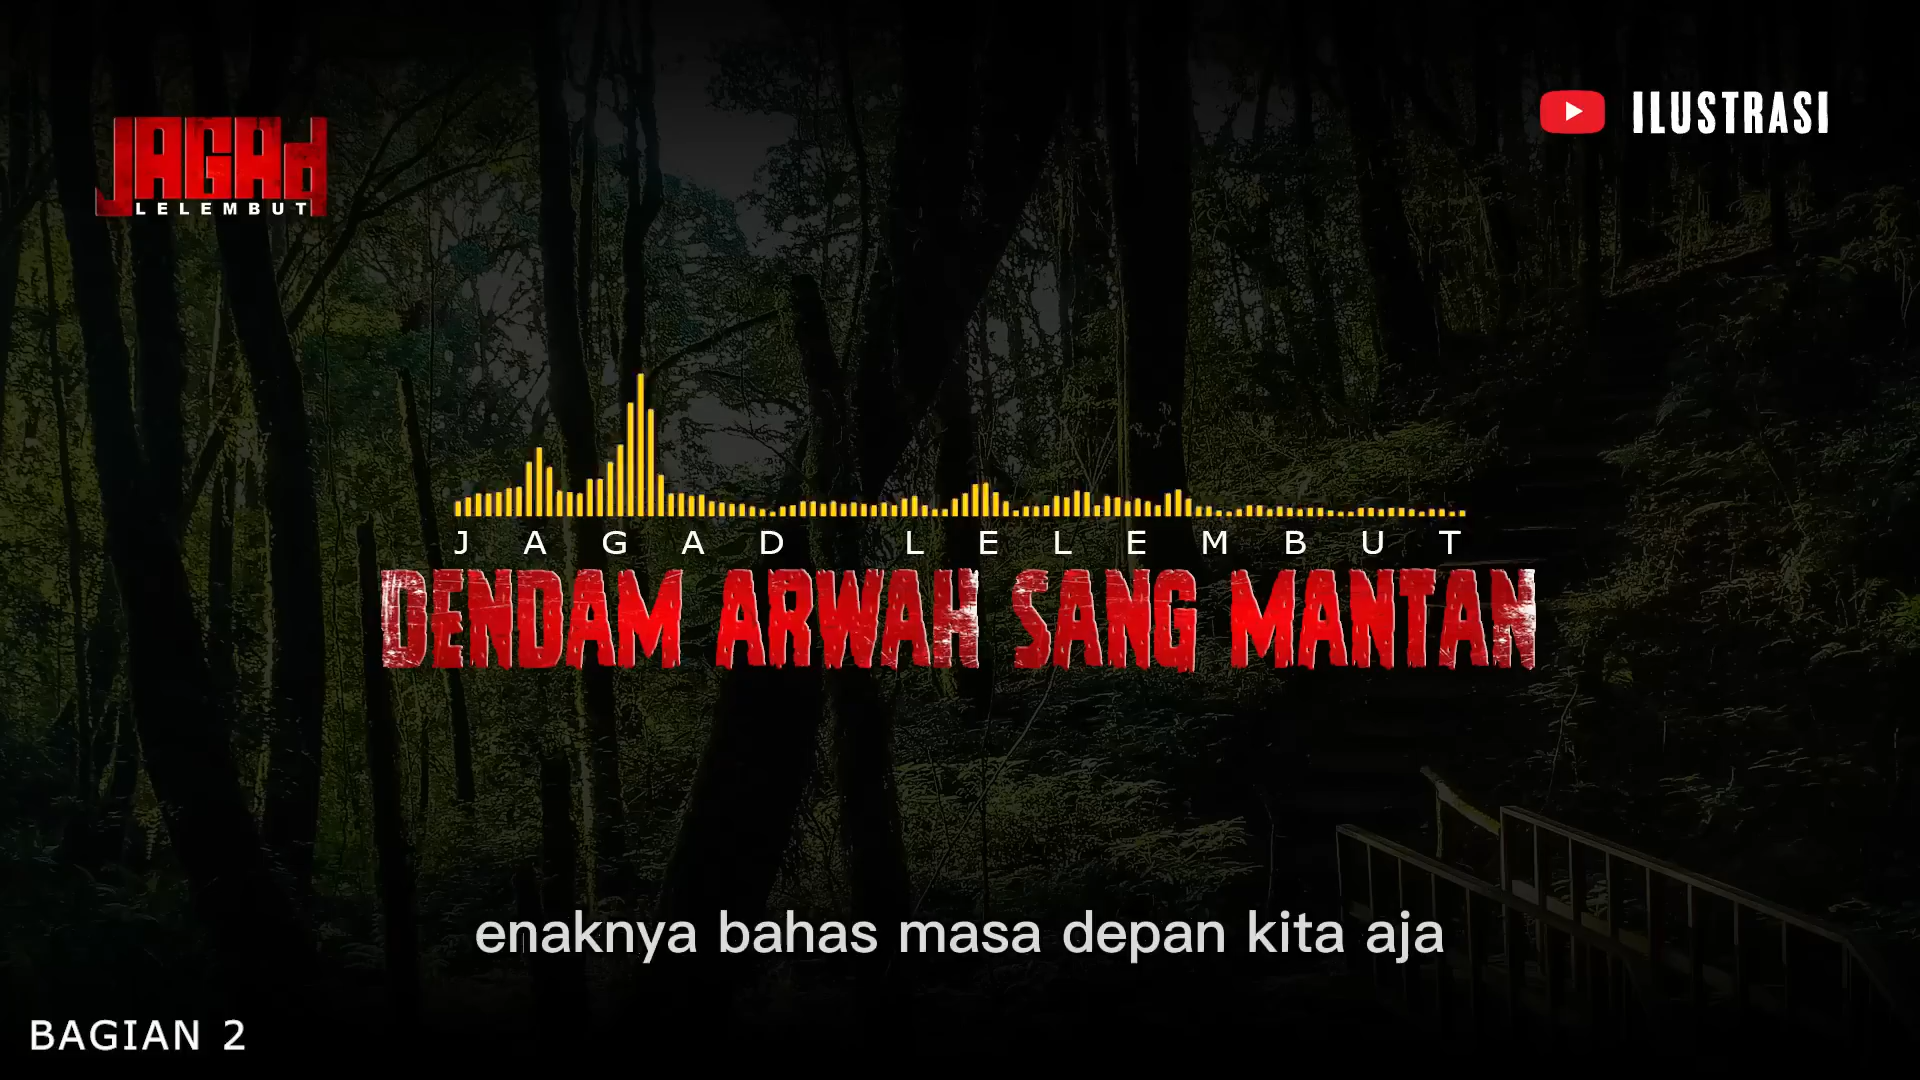 JAGAd
LELEMBUT
ILUSTRASI
JAGAD LELEMBUT
DENDAM ARWAH SANG MANTAN
enaknya bahas masa depan kita aja
BAGIAN 2